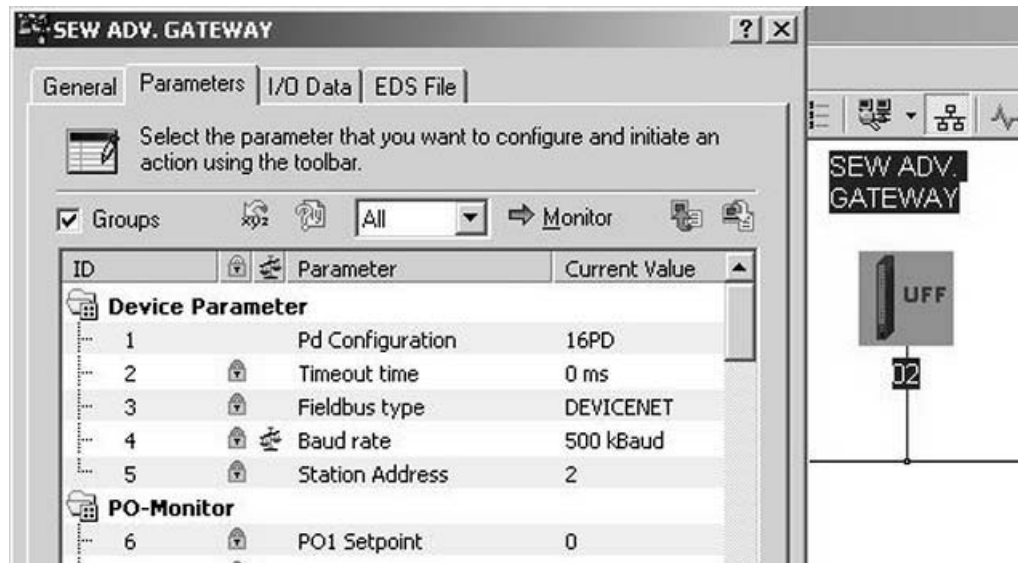 SEW ADV. GATEWAY
General Parameters I/O Data EDS File
Select the parameter that you want to configure and initiate an
action using the toolbar.
Groups All Monitor
ID Parameter Current Value
Device Parameter
1 Pd Configuration 16PD
2 Timeout time 0 ms
3 Fieldbus type DEVICENET
4 Baud rate 500 kBaud
5 Station Address 2
PO-Monitor
6 PO1 Setpoint 0
SEW ADV.
GATEWAY
UFF
02